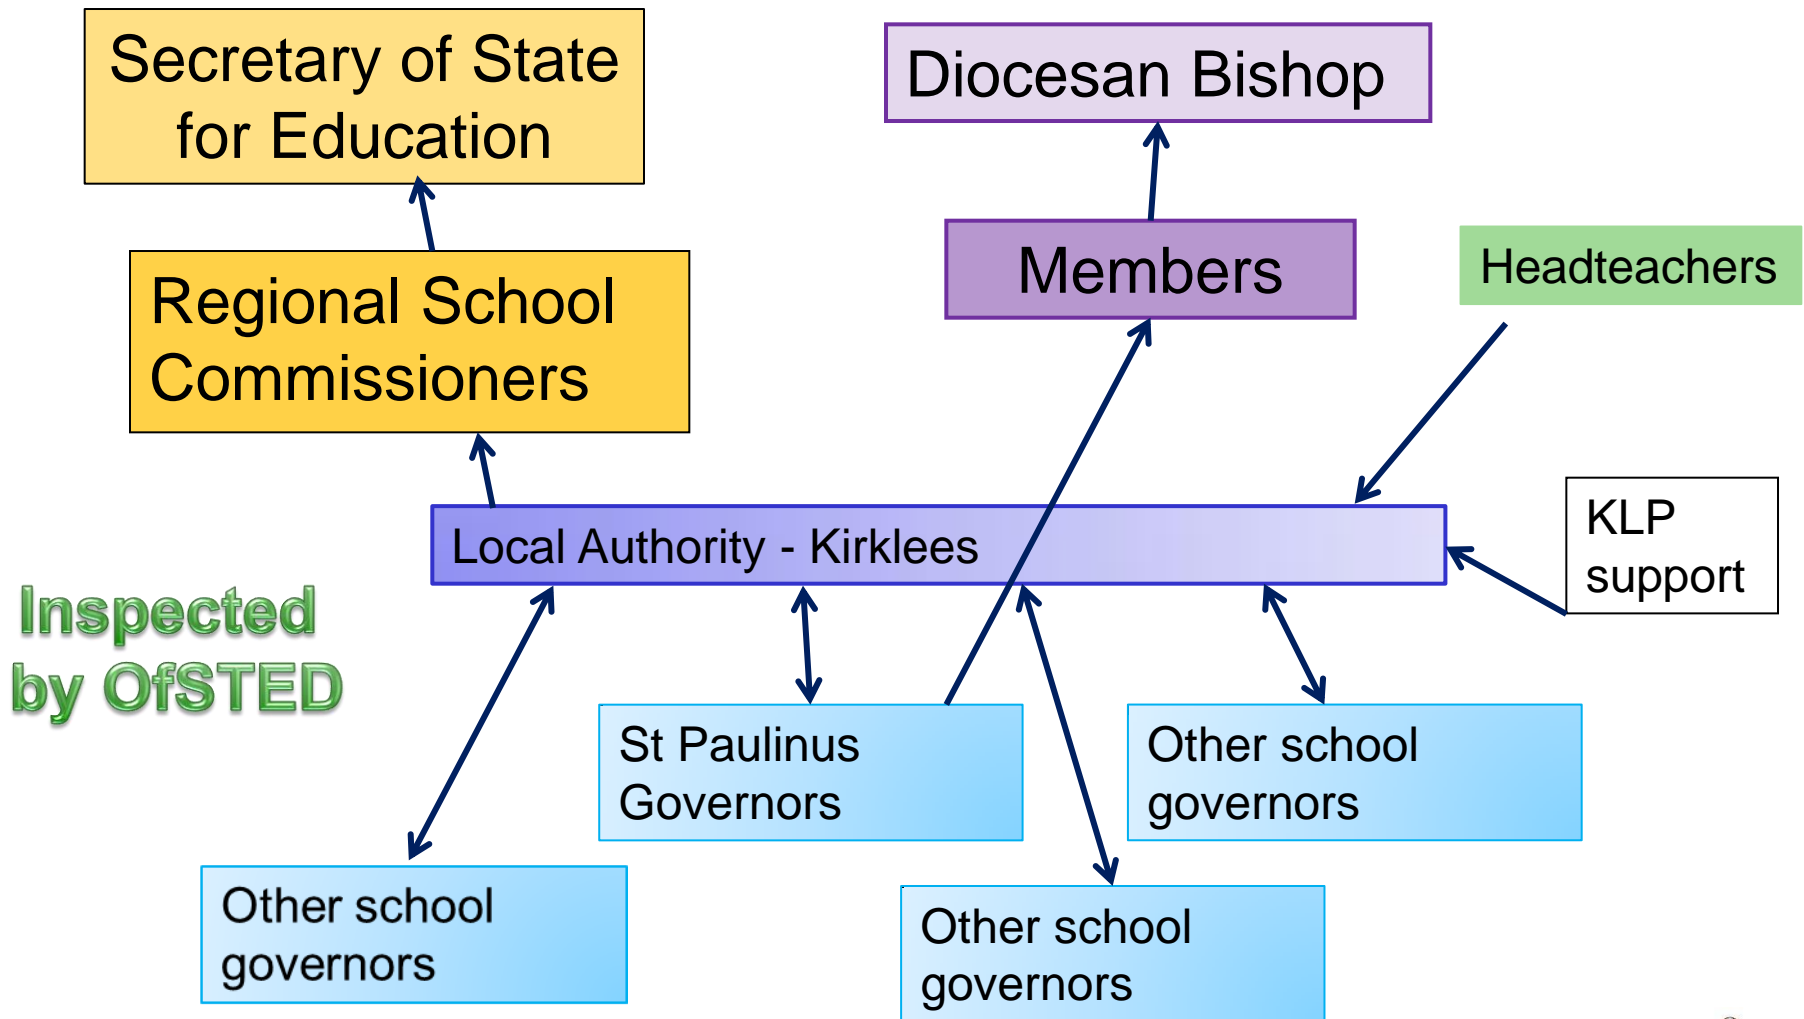 Secretary of State
for Education
Diocesan Bishop
Members
Headteachers
Regional School
Commissioners
Local Authority - Kirklees
KLP
support
Inspected
by OfSTED
St Paulinus
Governors
Other school
governors
Other school
governors
Other school
governors